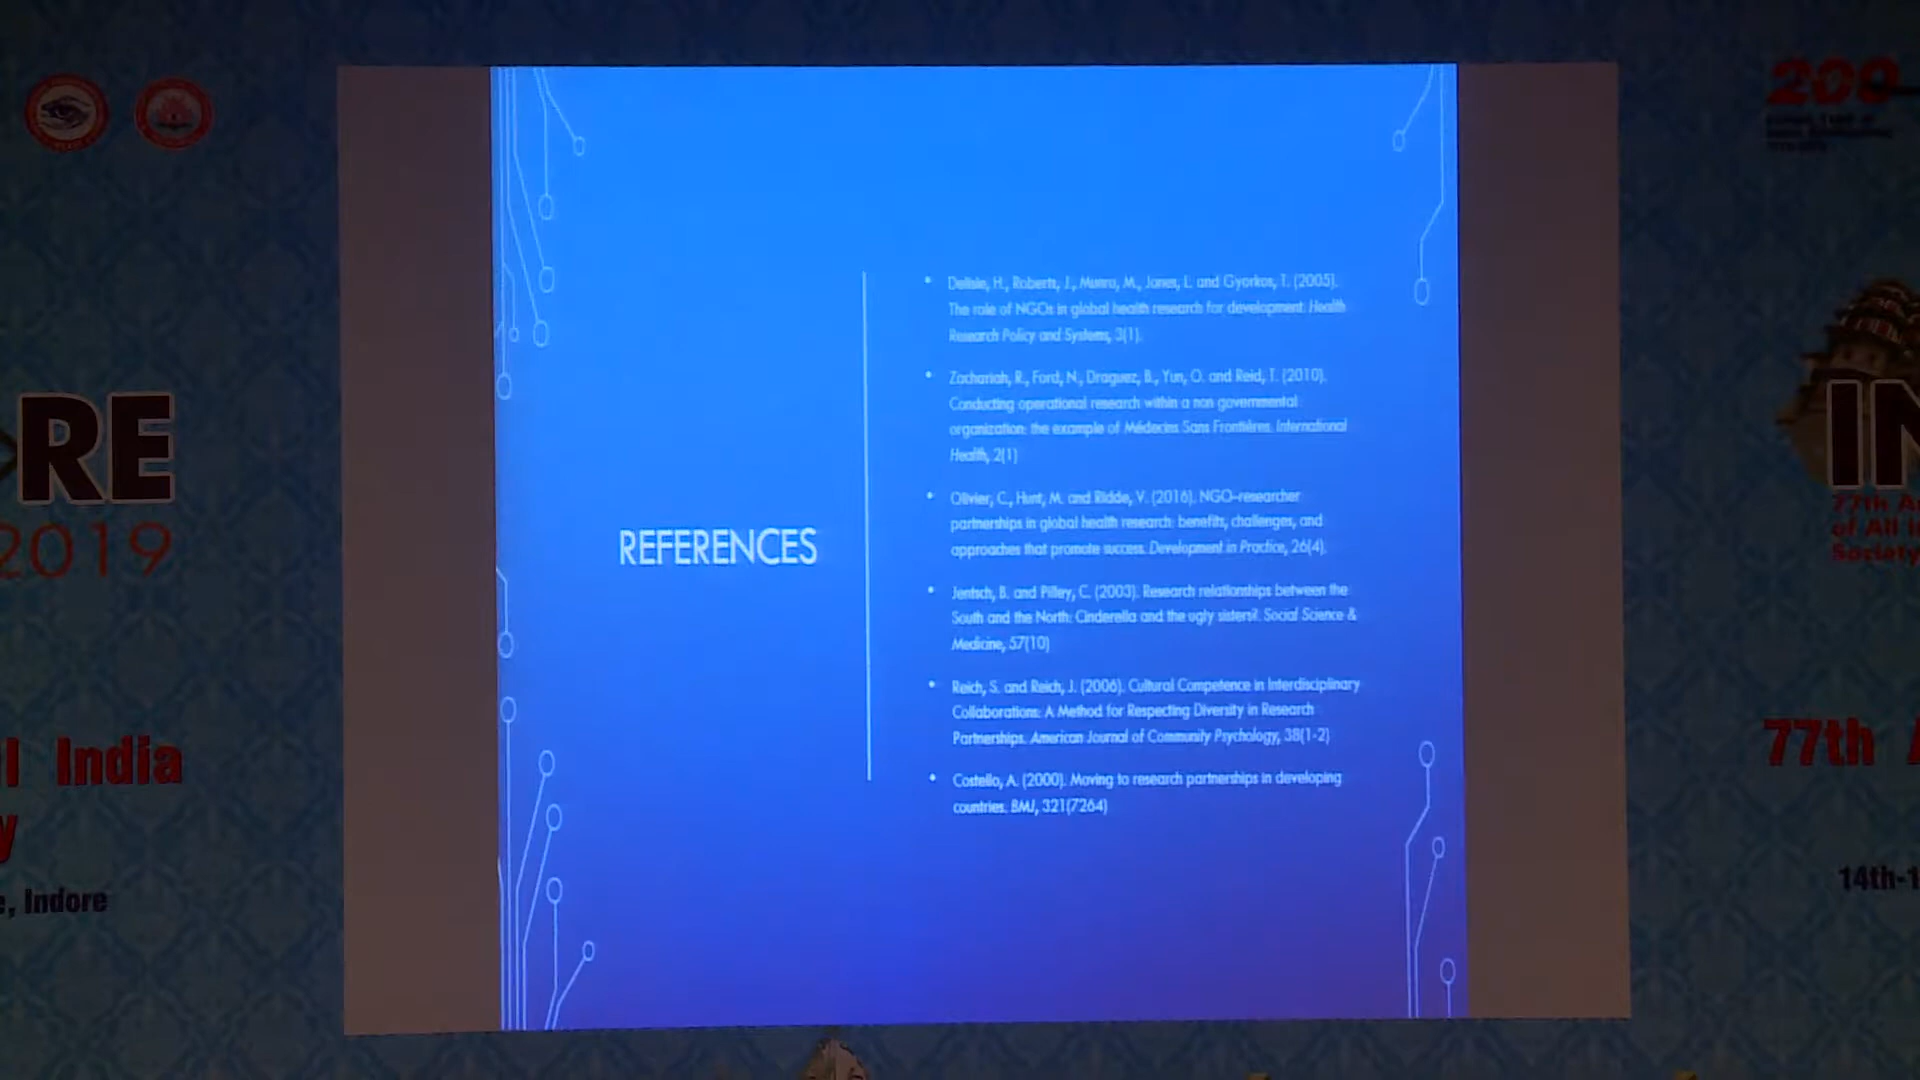 200
RE
2019
l India
y
e, Indore
REFERENCES
• Delisle, H., Roberts, J., Munro, M., Jones, L. and Gyorkos, T. (2005).
The role of NGOs in global health research for development. Health
Research Policy and Systems, 3(1).
• Zachariah, R., Ford, N., Draguez, B., Yun, O. and Reid, T. (2010).
Conducting operational research within a non governmental
organization: the example of Médecins Sans Frontières. International
Health, 2(1)
• Olivier, C., Hunt, M. and Ridde, V. (2016). NGO–researcher
partnerships in global health research: benefits, challenges, and
approaches that promote success. Development in Practice, 26(4).
• Jentsch, B. and Pilley, C. (2003). Research relationships between the
South and the North: Cinderella and the ugly sisters?. Social Science &
Medicine, 57(10)
• Reich, S. and Reich, J. (2006). Cultural Competence in Interdisciplinary
Collaborations: A Method for Respecting Diversity in Research
Partnerships. American Journal of Community Psychology, 38(1-2)
• Costello, A. (2000). Moving to research partnerships in developing
countries. BMJ, 321(7264)
IN
77th A
of All I
Society
77th A
14th-1